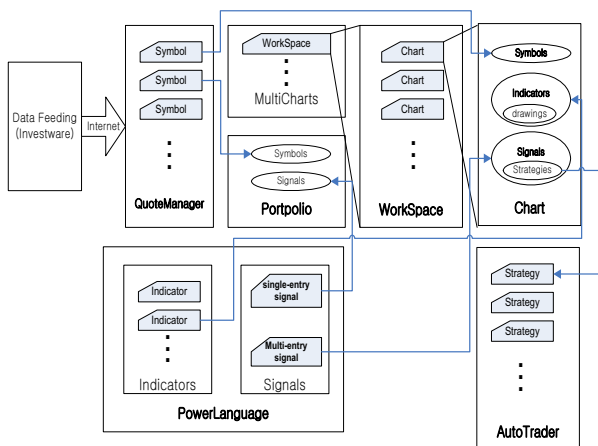 Data Feeding
(Investware)
Internet
Symbol
Symbol
Symbol
QuoteManager
WorkSpace
MultiCharts
Symbols
Signals
Portpolio
Chart
Chart
Chart
WorkSpace
Symbols
Indicators
drawings
Signals
Strategies
Chart
Indicator
Indicator
Indicators
single-entry
signal
Multi-entry
signal
Signals
PowerLanguage
Strategy
Strategy
Strategy
AutoTrader